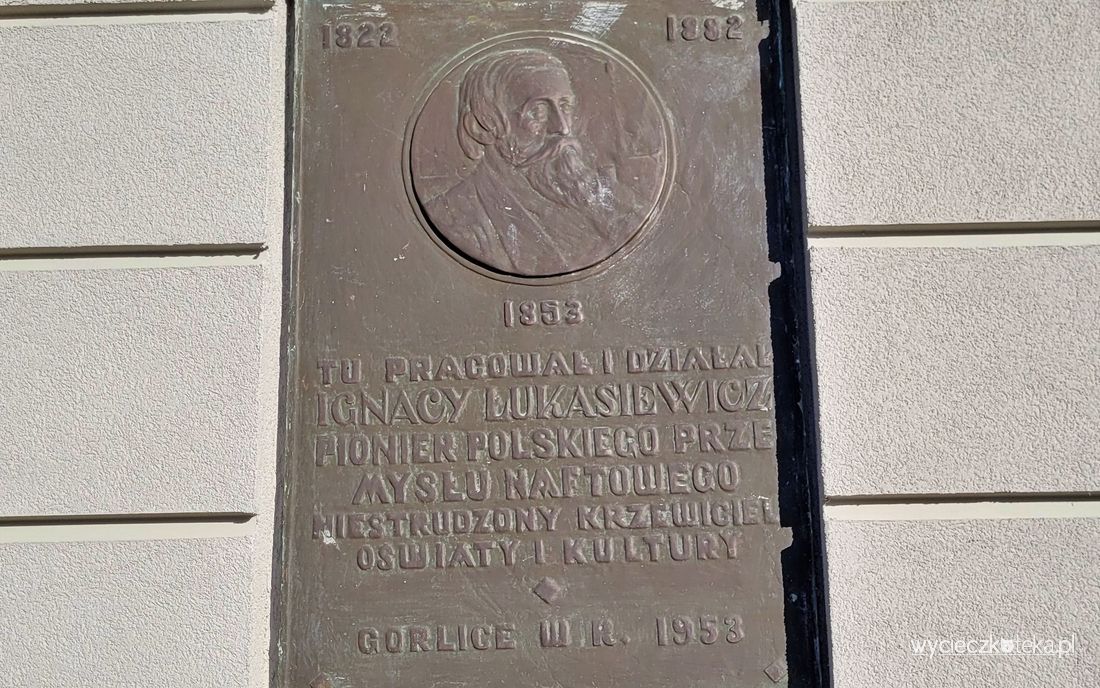 1822 1882
1853
TU PRACOWAŁ I DZIAŁAŁ
IGNACY ŁUKASIEWICZ
PIONIER POLSKIEGO PRZE
MYSŁU NAFTOWEGO
NIESTRUDZONY KRZEWICIEL
OŚWIATY I KULTURY
GORLICE W R. 1953
wycieczkoteka.pl